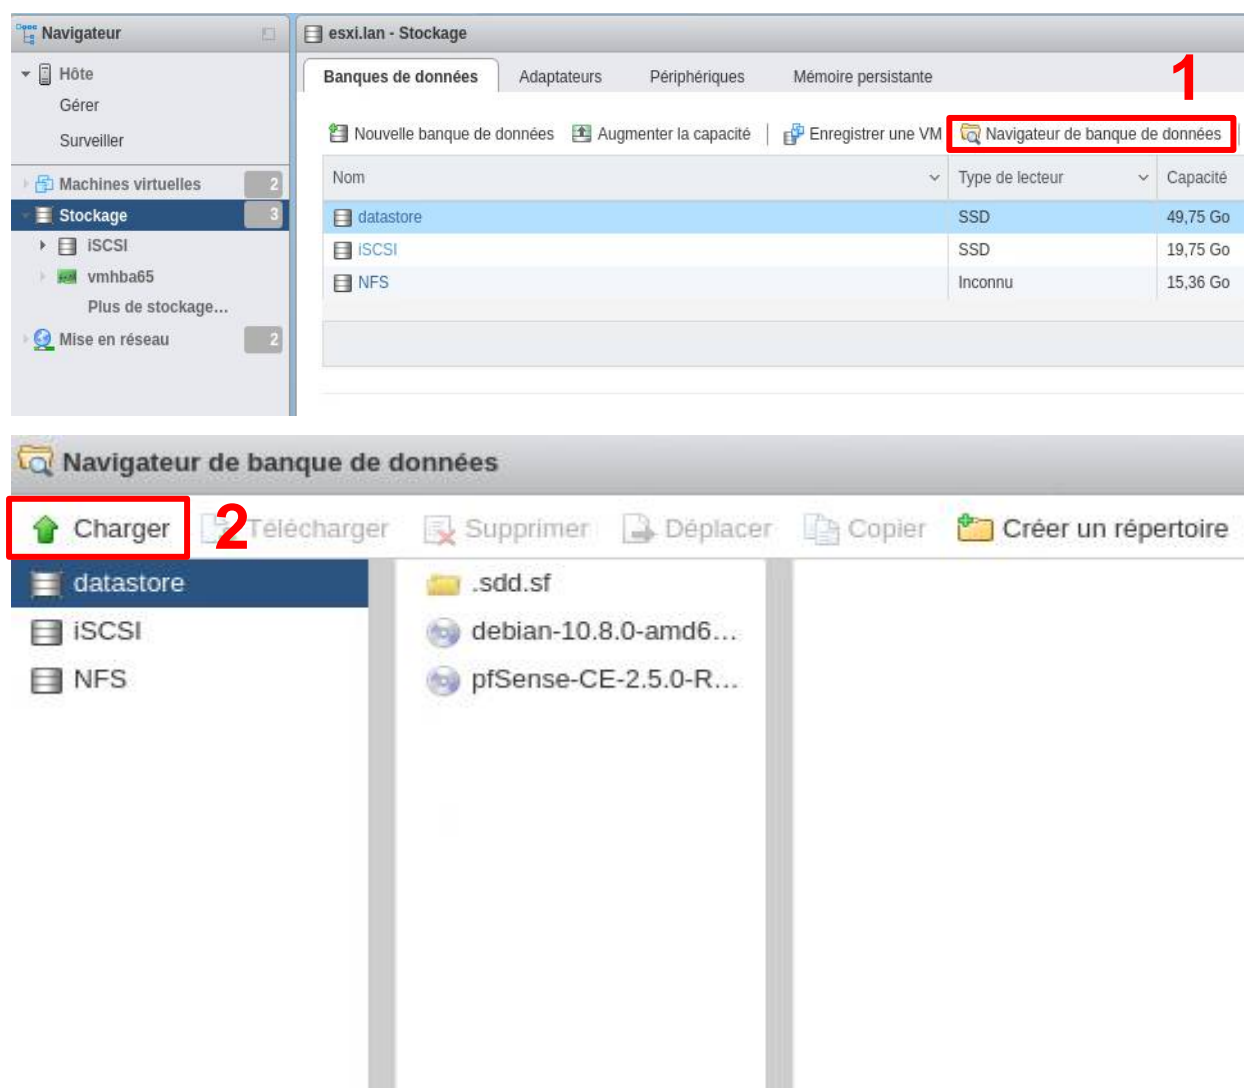 Navigateur
esxi.lan - Stockage
Hôte
Gérer
Surveiller
Machines virtuelles 2
Stockage 3
iSCSI
vmhba65
Plus de stockage...
Mise en réseau 2
Banques de données Adaptateurs Périphériques Mémoire persistante
1
Nouvelle banque de données Augmenter la capacité Enregistrer une VM Navigateur de banque de données
Nom Type de lecteur Capacité
datastore SSD 49,75 Go
iSCSI SSD 19,75 Go
NFS Inconnu 15,36 Go
Navigateur de banque de données
Charger 2 Télécharger Supprimer Déplacer Copier Créer un répertoire
datastore
iSCSI
NFS
.sdd.sf
debian-10.8.0-amd6...
pfSense-CE-2.5.0-R...